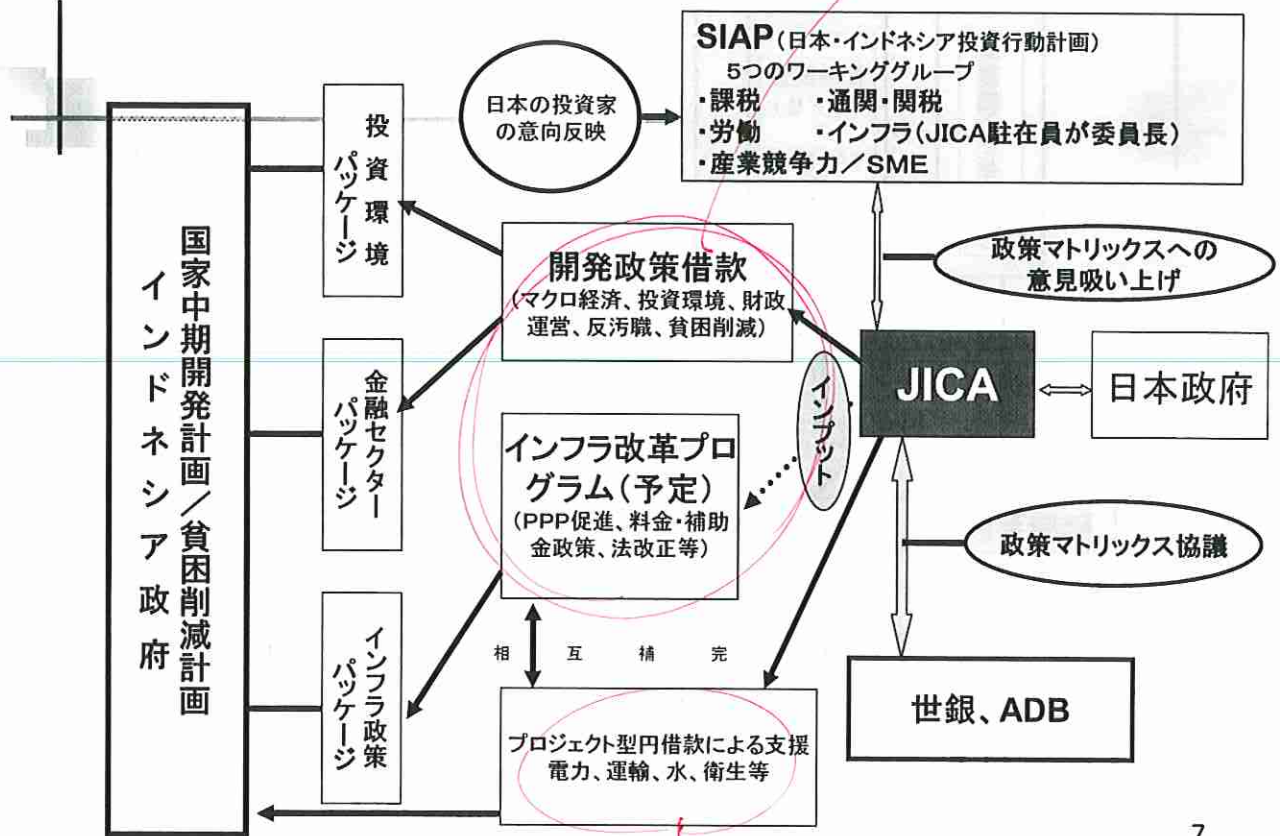 SIAP(日本・インドネシア投資行動計画)
5つのワーキンググループ
・課税 ・通関・関税
・労働 ・インフラ(JICA駐在員が委員長)
・産業競争力/SME
日本の投資家
の意向反映
投資環境
パッケージ
国家中期開発計画/貧困削減計画
インドネシア政府
開発政策借款
(マクロ経済、投資環境、財政
運営、反汚職、貧困削減)
政策マトリックスへの
意見吸い上げ
JICA
日本政府
インプット
金融セクター
パッケージ
インフラ改革プロ
グラム(予定)
(PPP促進、料金・補助
金政策、法改正等)
政策マトリックス協議
相互補完
インフラ政策
パッケージ
世銀、ADB
プロジェクト型円借款による支援
電力、運輸、水、衛生等
7